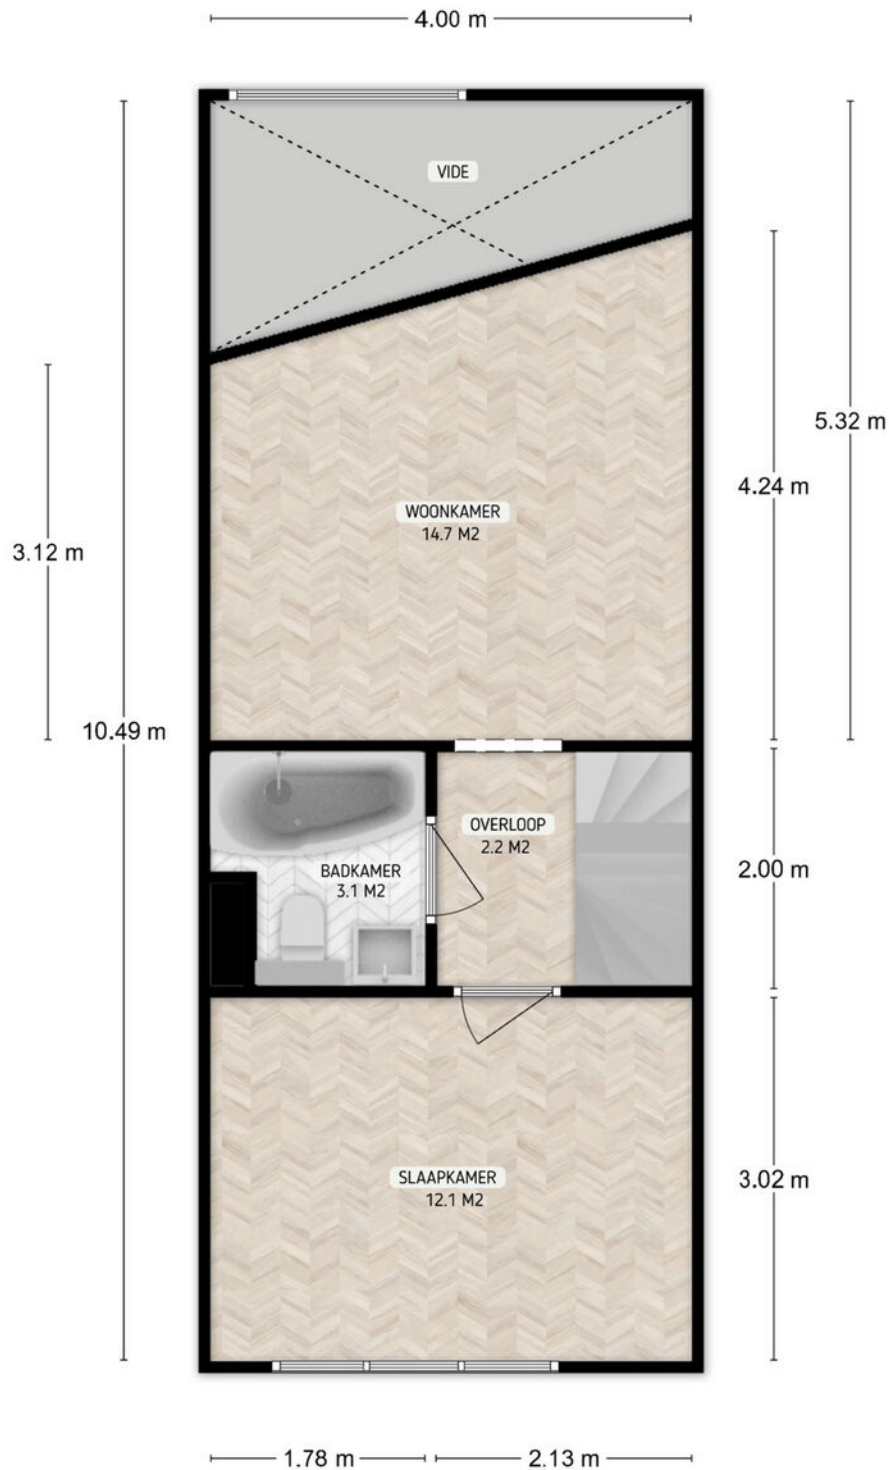 4.00 m
VIDE
5.32 m
4.24 m
WOONKAMER
14.7 M2
3.12 m
10.49 m
OVERLOOP
2.2 M2
BADKAMER
3.1 M2
2.00 m
SLAAPKAMER
12.1 M2
3.02 m
1.78 m
2.13 m